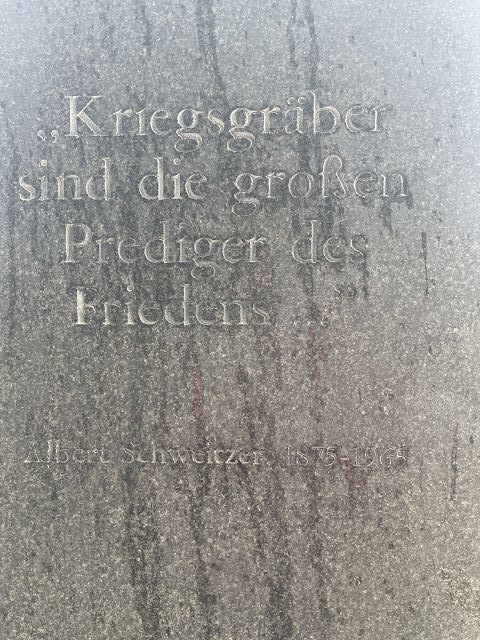 „Kriegsgräber
sind die großen
Prediger des
Friedens ...“
Albert Schweitzer, 1875-1965